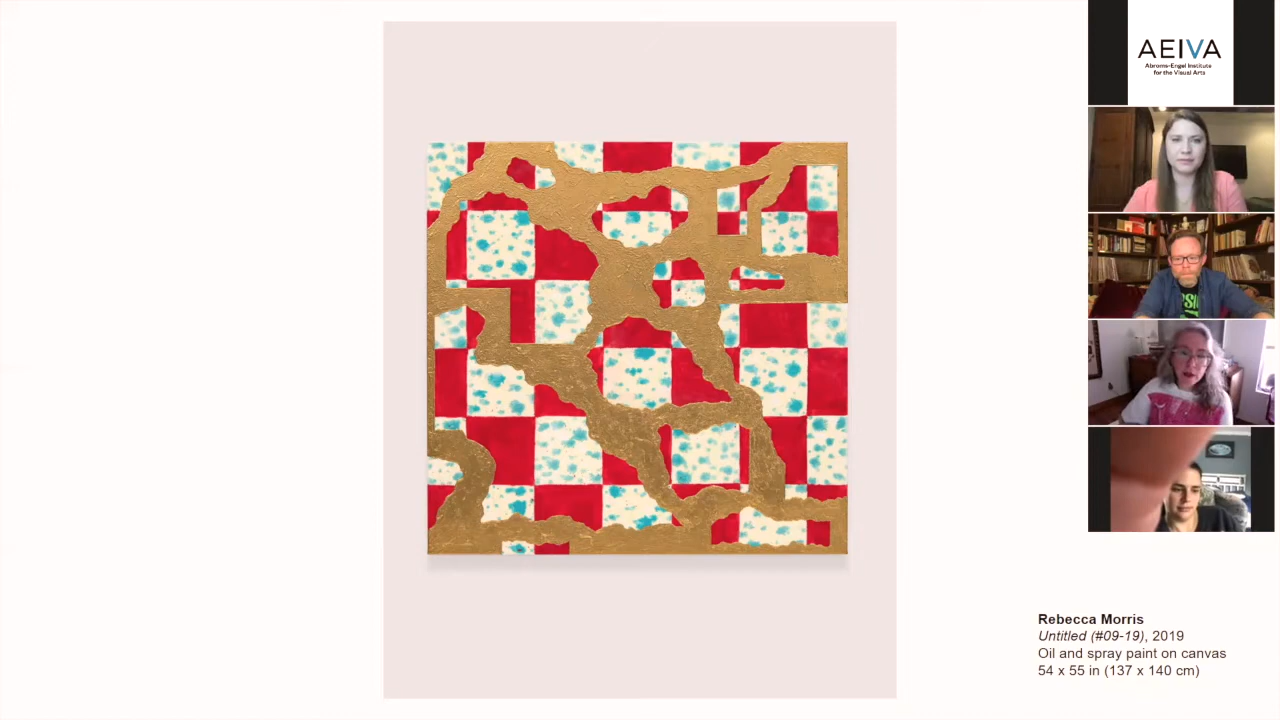 AEIVA
Abroms-Engel Institute
for the Visual Arts
Rebecca Morris
Untitled (#09-19), 2019
Oil and spray paint on canvas
54 x 55 in (137 x 140 cm)